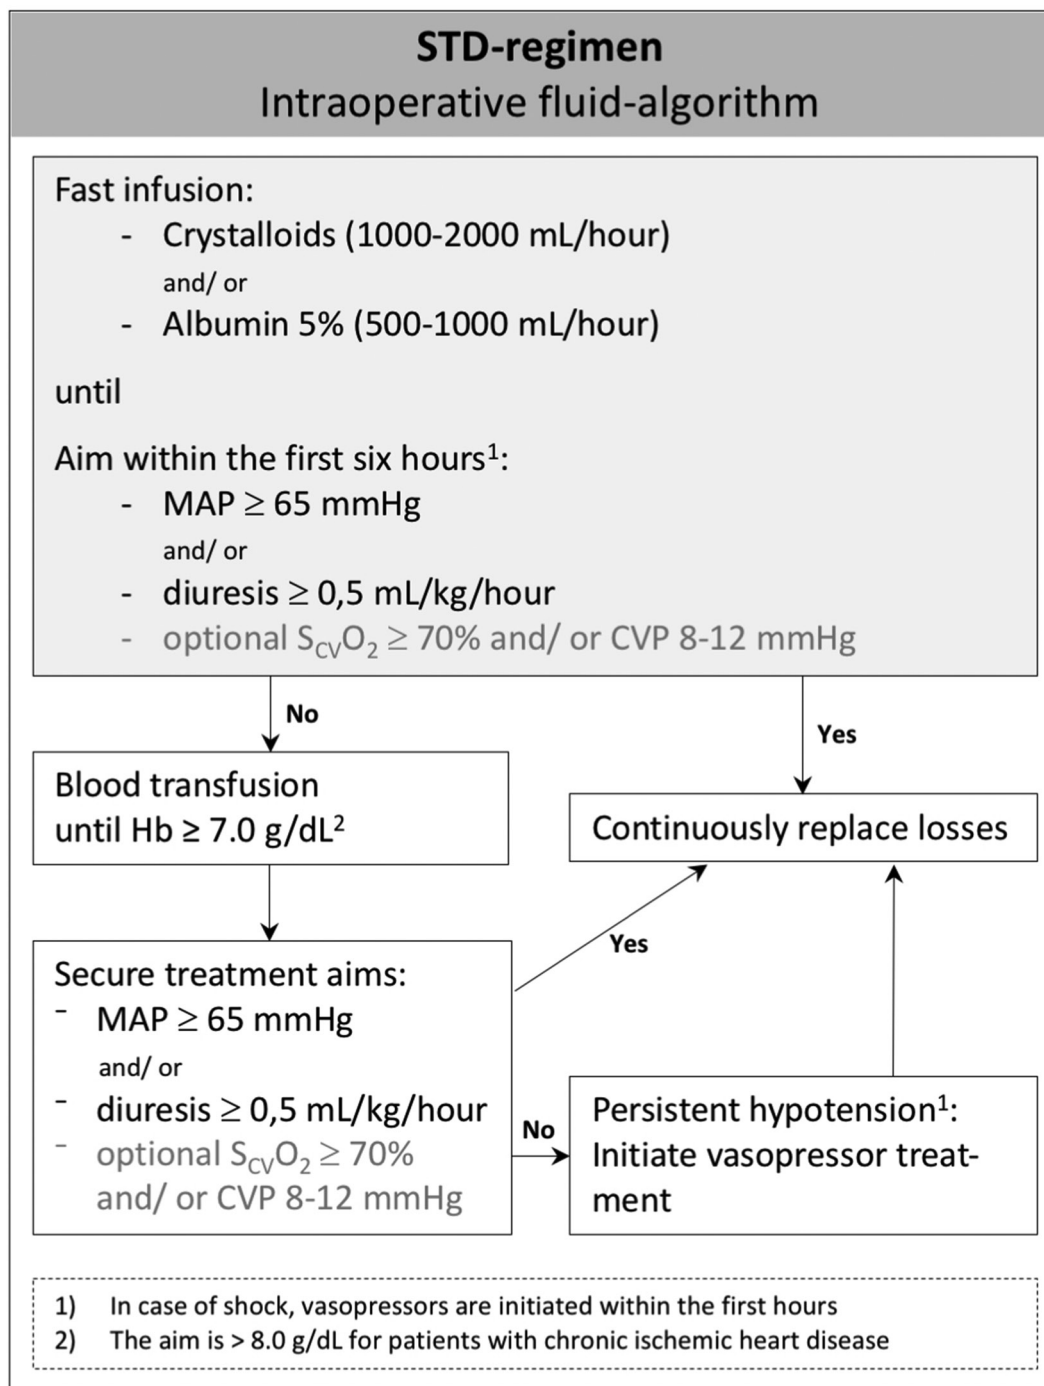 STD-regimen
Intraoperative fluid-algorithm
Fast infusion:
- Crystalloids (1000-2000 mL/hour)
and/ or
- Albumin 5% (500-1000 mL/hour)
until
Aim within the first six hours¹:
- MAP ≥ 65 mmHg
and/ or
- diuresis ≥ 0,5 mL/kg/hour
- optional S_CVO₂ ≥ 70% and/ or CVP 8-12 mmHg
No
Yes
Blood transfusion
until Hb ≥ 7.0 g/dL²
Continuously replace losses
Yes
Secure treatment aims:
- MAP ≥ 65 mmHg
and/ or
- diuresis ≥ 0,5 mL/kg/hour
- optional S_CVO₂ ≥ 70%
and/ or CVP 8-12 mmHg
No
Persistent hypotension¹:
Initiate vasopressor treat-
ment
1) In case of shock, vasopressors are initiated within the first hours
2) The aim is > 8.0 g/dL for patients with chronic ischemic heart disease